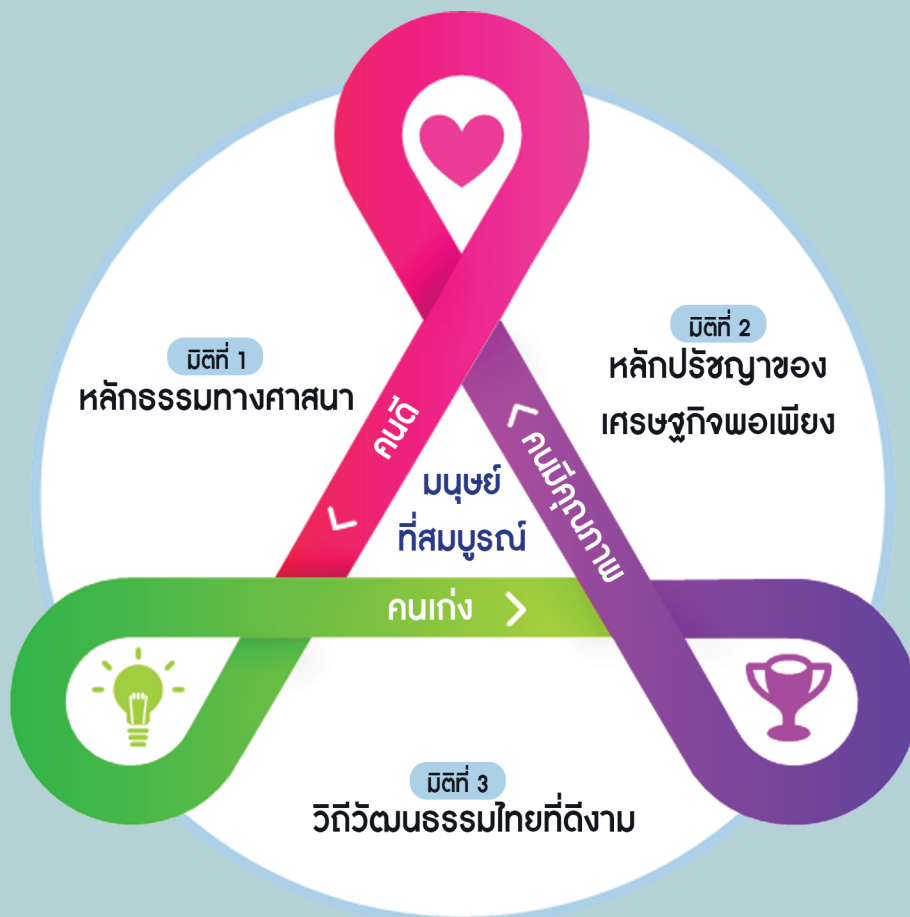 มิติที่ 1
หลักธรรมทางศาสนา
มิติที่ 2
หลักปรัชญาของ
เศรษฐกิจพอเพียง
คนดี
คนมีคุณภาพ
มนุษย์
ที่สมบูรณ์
คนเก่ง
มิติที่ 3
วิถีวัฒนธรรมไทยที่ดีงาม